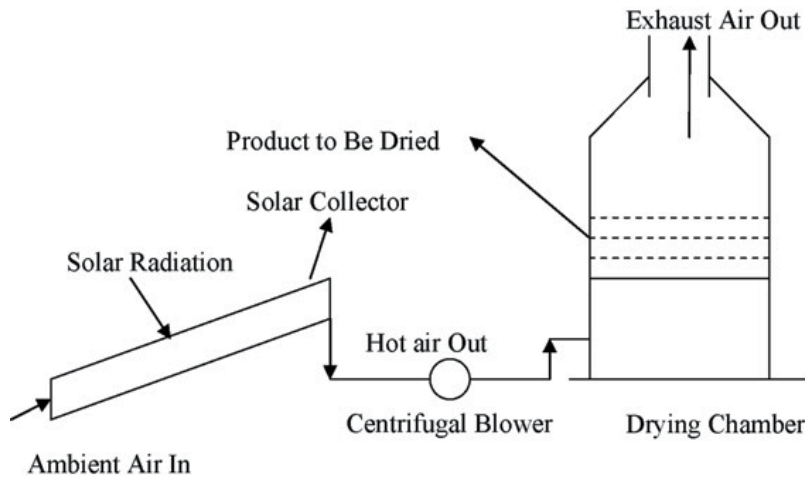 Exhaust Air Out
Product to Be Dried
Solar Collector
Solar Radiation
Hot air Out
Centrifugal Blower
Drying Chamber
Ambient Air In